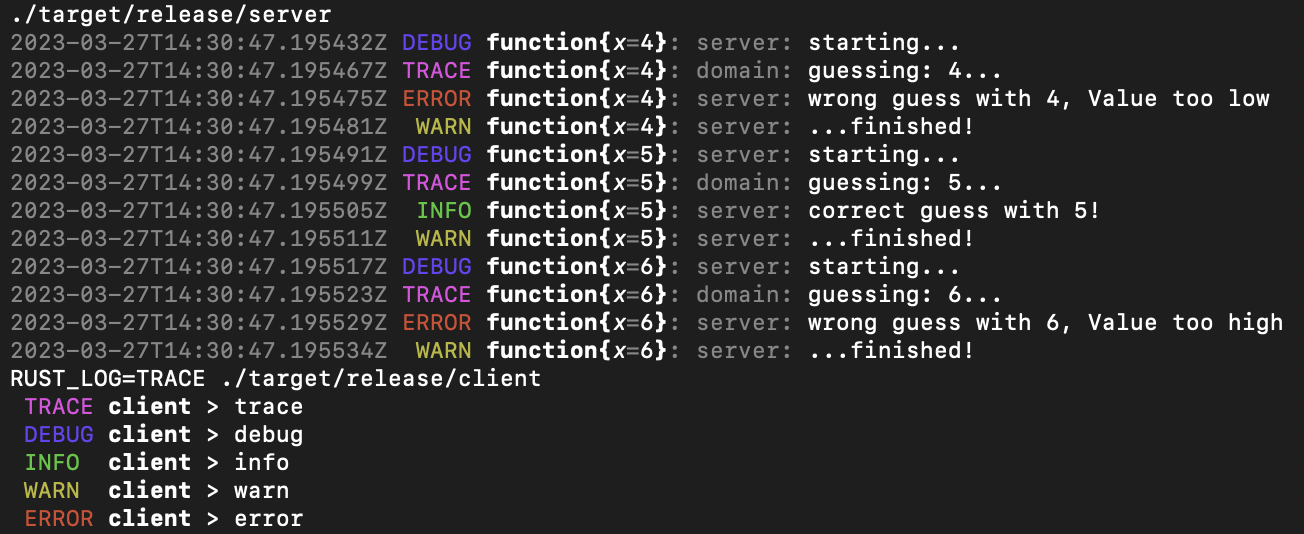 ./target/release/server
2023-03-27T14:30:47.195432Z DEBUG function{x=4}: server: starting...
2023-03-27T14:30:47.195467Z TRACE function{x=4}: domain: guessing: 4...
2023-03-27T14:30:47.195475Z ERROR function{x=4}: server: wrong guess with 4, Value too low
2023-03-27T14:30:47.195481Z  WARN function{x=4}: server: ...finished!
2023-03-27T14:30:47.195491Z DEBUG function{x=5}: server: starting...
2023-03-27T14:30:47.195499Z TRACE function{x=5}: domain: guessing: 5...
2023-03-27T14:30:47.195505Z  INFO function{x=5}: server: correct guess with 5!
2023-03-27T14:30:47.195511Z  WARN function{x=5}: server: ...finished!
2023-03-27T14:30:47.195517Z DEBUG function{x=6}: server: starting...
2023-03-27T14:30:47.195523Z TRACE function{x=6}: domain: guessing: 6...
2023-03-27T14:30:47.195529Z ERROR function{x=6}: server: wrong guess with 6, Value too high
2023-03-27T14:30:47.195534Z  WARN function{x=6}: server: ...finished!
RUST_LOG=TRACE ./target/release/client
 TRACE client > trace
 DEBUG client > debug
 INFO  client > info
 WARN  client > warn
 ERROR client > error